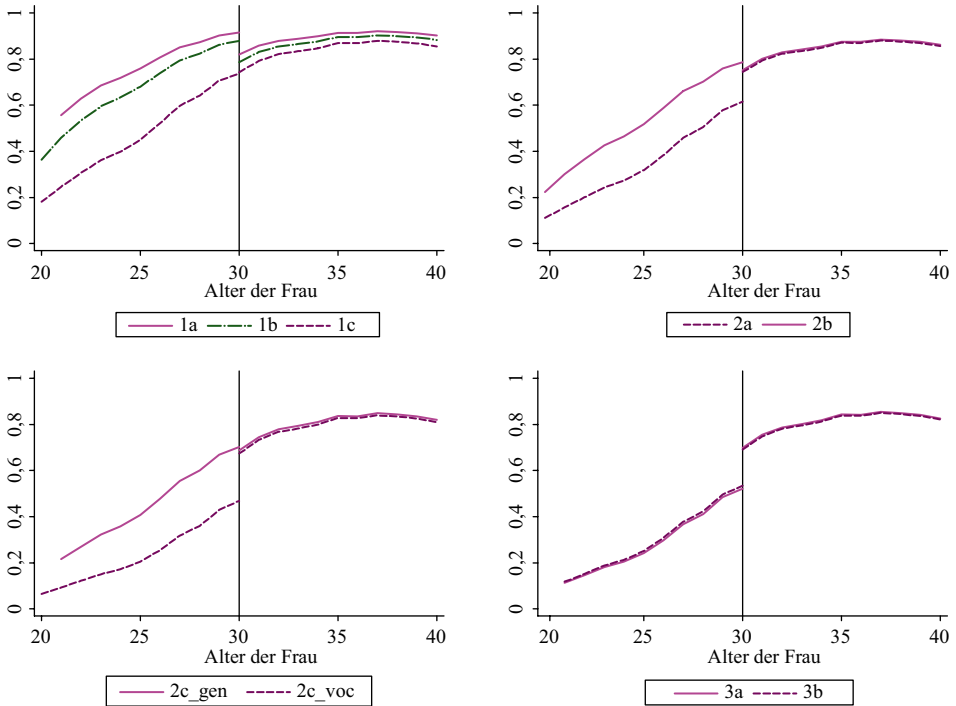 0 0,2 0,4 0,6 0,8 1
20 25 30 35 40
Alter der Frau
1a 1b 1c
0 0,2 0,4 0,6 0,8 1
20 25 30 35 40
Alter der Frau
2a 2b
0 0,2 0,4 0,6 0,8 1
20 25 30 35 40
Alter der Frau
2c_gen 2c_voc
0 0,2 0,4 0,6 0,8 1
20 25 30 35 40
Alter der Frau
3a 3b